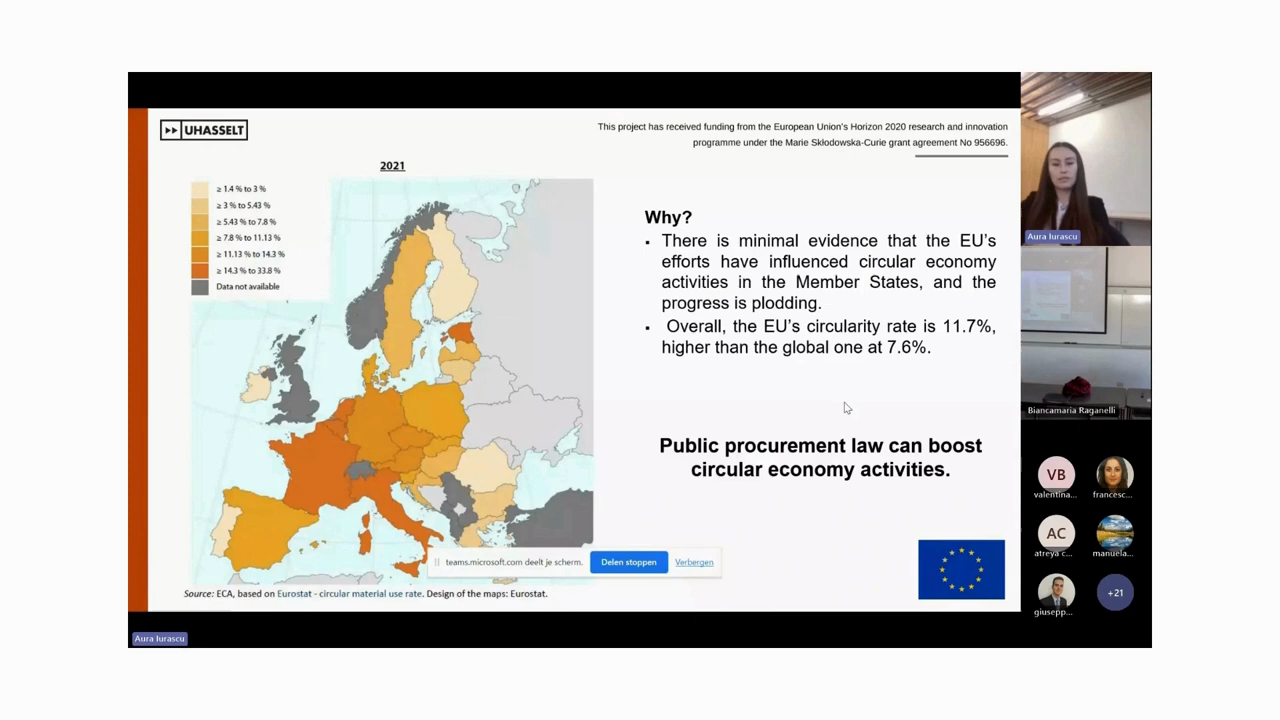 UHASSELT
This project has received funding from the European Union's Horizon 2020 research and innovation
programme under the Marie Skłodowska-Curie grant agreement No 956696.
2021
≥ 1.4 % to 3 %
≥ 3 % to 5.43 %
≥ 5.43 % to 7.8 %
≥ 7.8 % to 11.13 %
≥ 11.13 % to 14.3 %
≥ 14.3 % to 33.8 %
Data not available
Why?
▪ There is minimal evidence that the EU's
efforts have influenced circular economy
activities in the Member States, and the
progress is plodding.
▪ Overall, the EU's circularity rate is 11.7%,
higher than the global one at 7.6%.
Public procurement law can boost
circular economy activities.
teams.microsoft.com deelt je scherm.
Delen stoppen
Verbergen
Source: ECA, based on Eurostat - circular material use rate. Design of the maps: Eurostat.
Aura Iurascu
Aura Iurascu
Biancamaria Raganelli
VB
valentina...
francesc...
AC
atreya c...
manuela...
giusepp...
+21